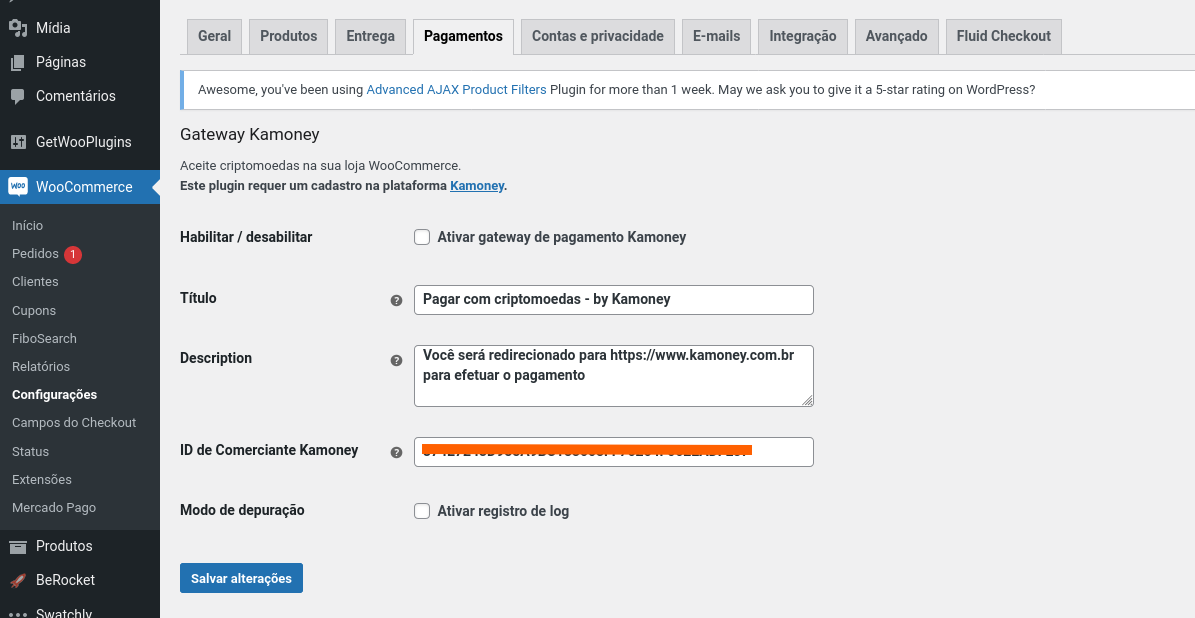 Mídia
Páginas
Comentários
GetWooPlugins
Woo WooCommerce
Início
Pedidos 1
Clientes
Cupons
FiboSearch
Relatórios
Configurações
Campos do Checkout
Status
Extensões
Mercado Pago
Produtos
BeRocket
Swatchly
Geral Produtos Entrega Pagamentos Contas e privacidade E-mails Integração Avançado Fluid Checkout
Awesome, you've been using Advanced AJAX Product Filters Plugin for more than 1 week. May we ask you to give it a 5-star rating on WordPress?
Gateway Kamoney
Aceite criptomoedas na sua loja WooCommerce.
Este plugin requer um cadastro na plataforma Kamoney.
Habilitar / desabilitar Ativar gateway de pagamento Kamoney
Título ? Pagar com criptomoedas - by Kamoney
Description ? Você será redirecionado para https://www.kamoney.com.br
para efetuar o pagamento
ID de Comerciante Kamoney ?
Modo de depuração Ativar registro de log
Salvar alterações